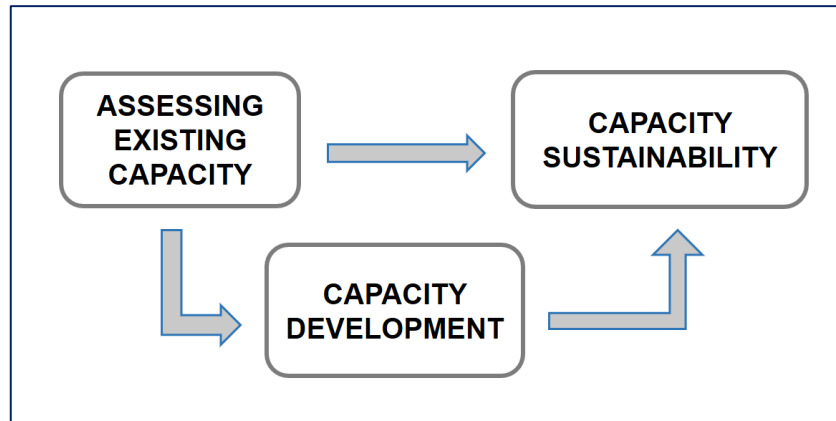 ASSESSING
EXISTING
CAPACITY
CAPACITY
SUSTAINABILITY
CAPACITY
DEVELOPMENT